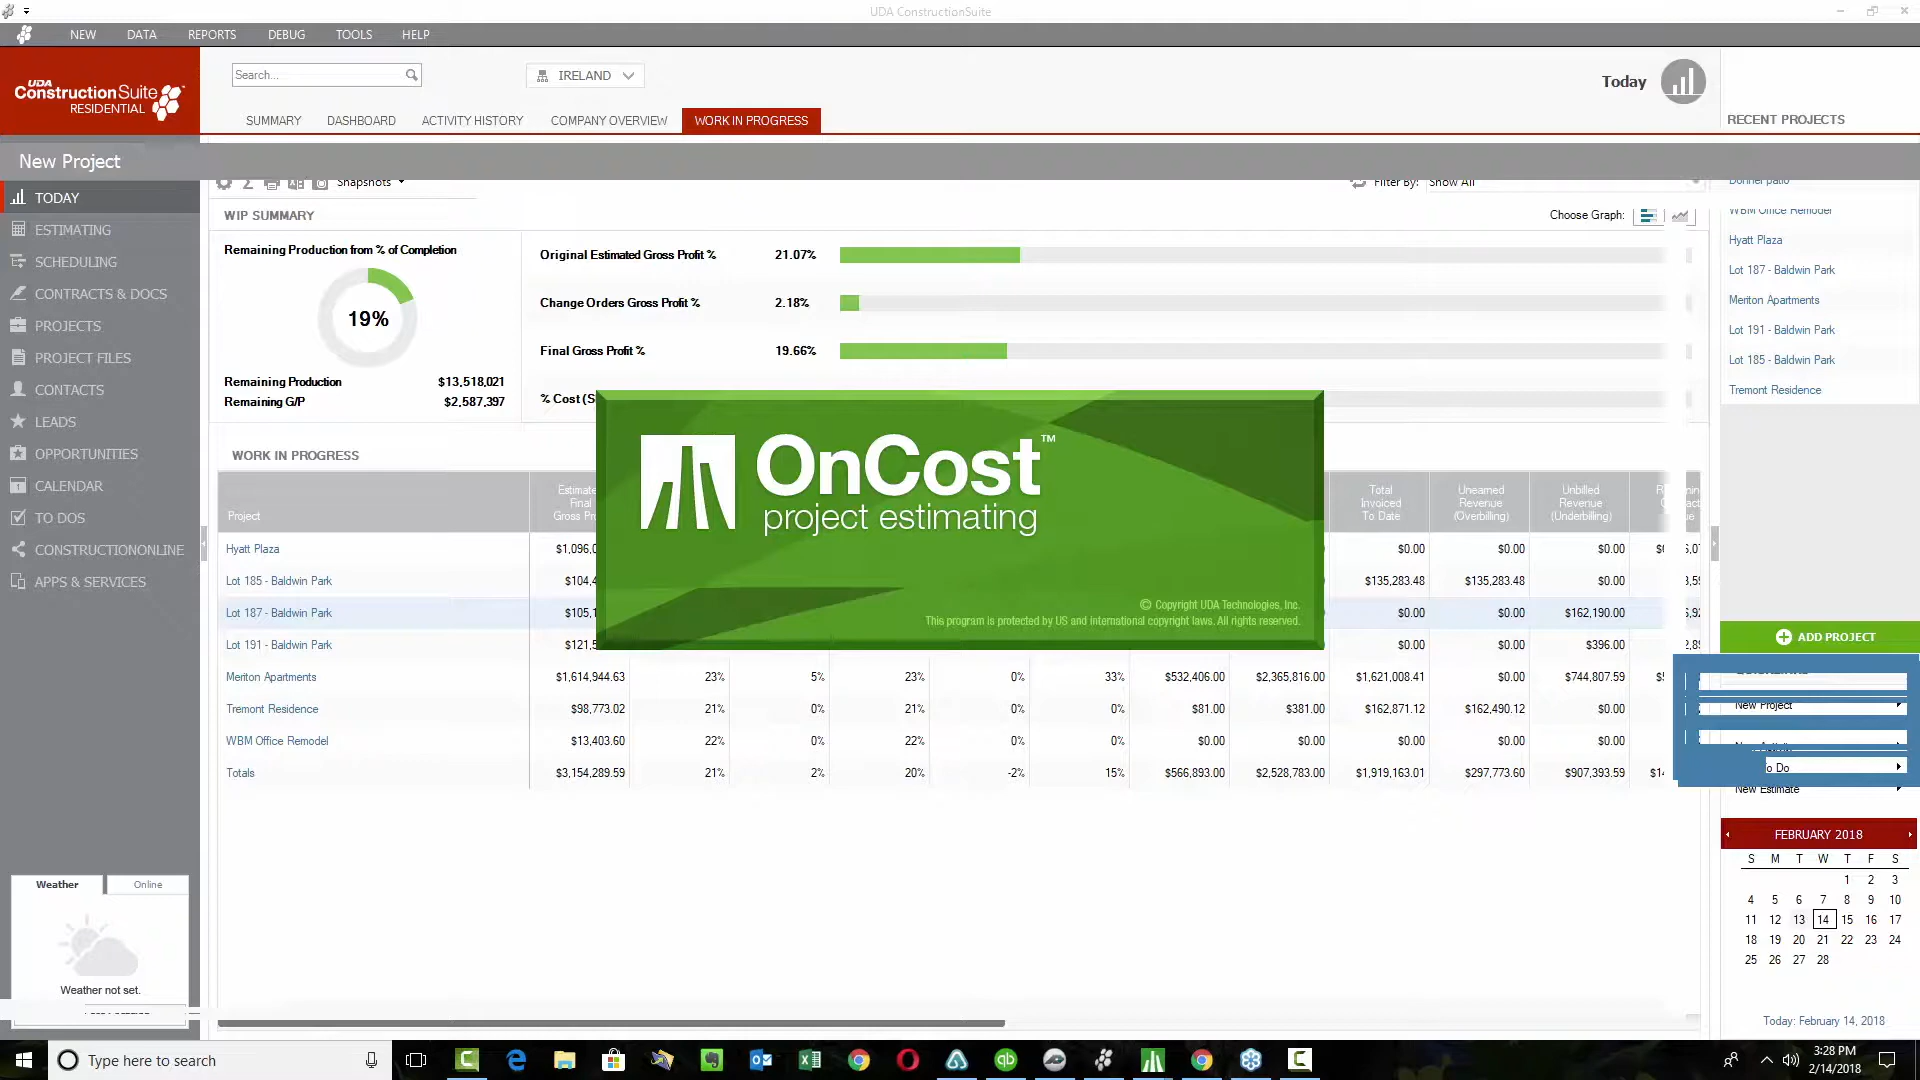 UDA ConstructionSuite
NEW DATA REPORTS DEBUG TOOLS HELP
UDA
ConstructionSuite
RESIDENTIAL
Search...
IRELAND
Today
SUMMARY DASHBOARD ACTIVITY HISTORY COMPANY OVERVIEW WORK IN PROGRESS
RECENT PROJECTS
New Project
Snapshots
Filter By: Show All
TODAY
ESTIMATING
SCHEDULING
CONTRACTS & DOCS
PROJECTS
PROJECT FILES
CONTACTS
LEADS
OPPORTUNITIES
CALENDAR
TO DOS
CONSTRUCTIONONLINE
APPS & SERVICES
Weather Online
Weather not set.
WIP SUMMARY
Choose Graph:
Remaining Production from % of Completion
19%
Remaining Production $13,518,021
Remaining G/P $2,587,397
Original Estimated Gross Profit % 21.07%
Change Orders Gross Profit % 2.18%
Final Gross Profit % 19.66%
% Cost (S
OnCost™
project estimating
© Copyright UDA Technologies, Inc.
This program is protected by US and international copyright laws. All rights reserved.
WORK IN PROGRESS
Project
Final
Total Invoiced To Date
Unearned Revenue (Overbilling)
Unbilled Revenue (Underbilling)
Hyatt Plaza $1,096,0 $0.00 $0.00 $0.00
Lot 185 - Baldwin Park $104,4 $135,283.48 $135,283.48 $0.00
Lot 187 - Baldwin Park $105,1 $0.00 $0.00 $162,190.00
Lot 191 - Baldwin Park $121,5 $0.00 $0.00 $396.00
Meriton Apartments $1,614,944.63 23% 5% 23% 0% 33% $532,406.00 $2,365,816.00 $1,621,008.41 $0.00 $744,807.59
Tremont Residence $98,773.02 21% 0% 21% 0% 0% $81.00 $381.00 $162,871.12 $162,490.12 $0.00
WBM Office Remodel $13,403.60 22% 0% 22% 0% 0% $0.00 $0.00 $0.00 $0.00 $0.00
Totals $3,154,289.59 21% 2% 20% -2% 15% $566,893.00 $2,528,783.00 $1,919,163.01 $297,773.60 $907,393.59
WBM Office Remodel
Hyatt Plaza
Lot 187 - Baldwin Park
Meriton Apartments
Lot 191 - Baldwin Park
Lot 185 - Baldwin Park
Tremont Residence
ADD PROJECT
New Project
To Do
New Estimate
FEBRUARY 2018
S M T W T F S
1 2 3
4 5 6 7 8 9 10
11 12 13 14 15 16 17
18 19 20 21 22 23 24
25 26 27 28
Today: February 14, 2018
Type here to search
3:28 PM
2/14/2018